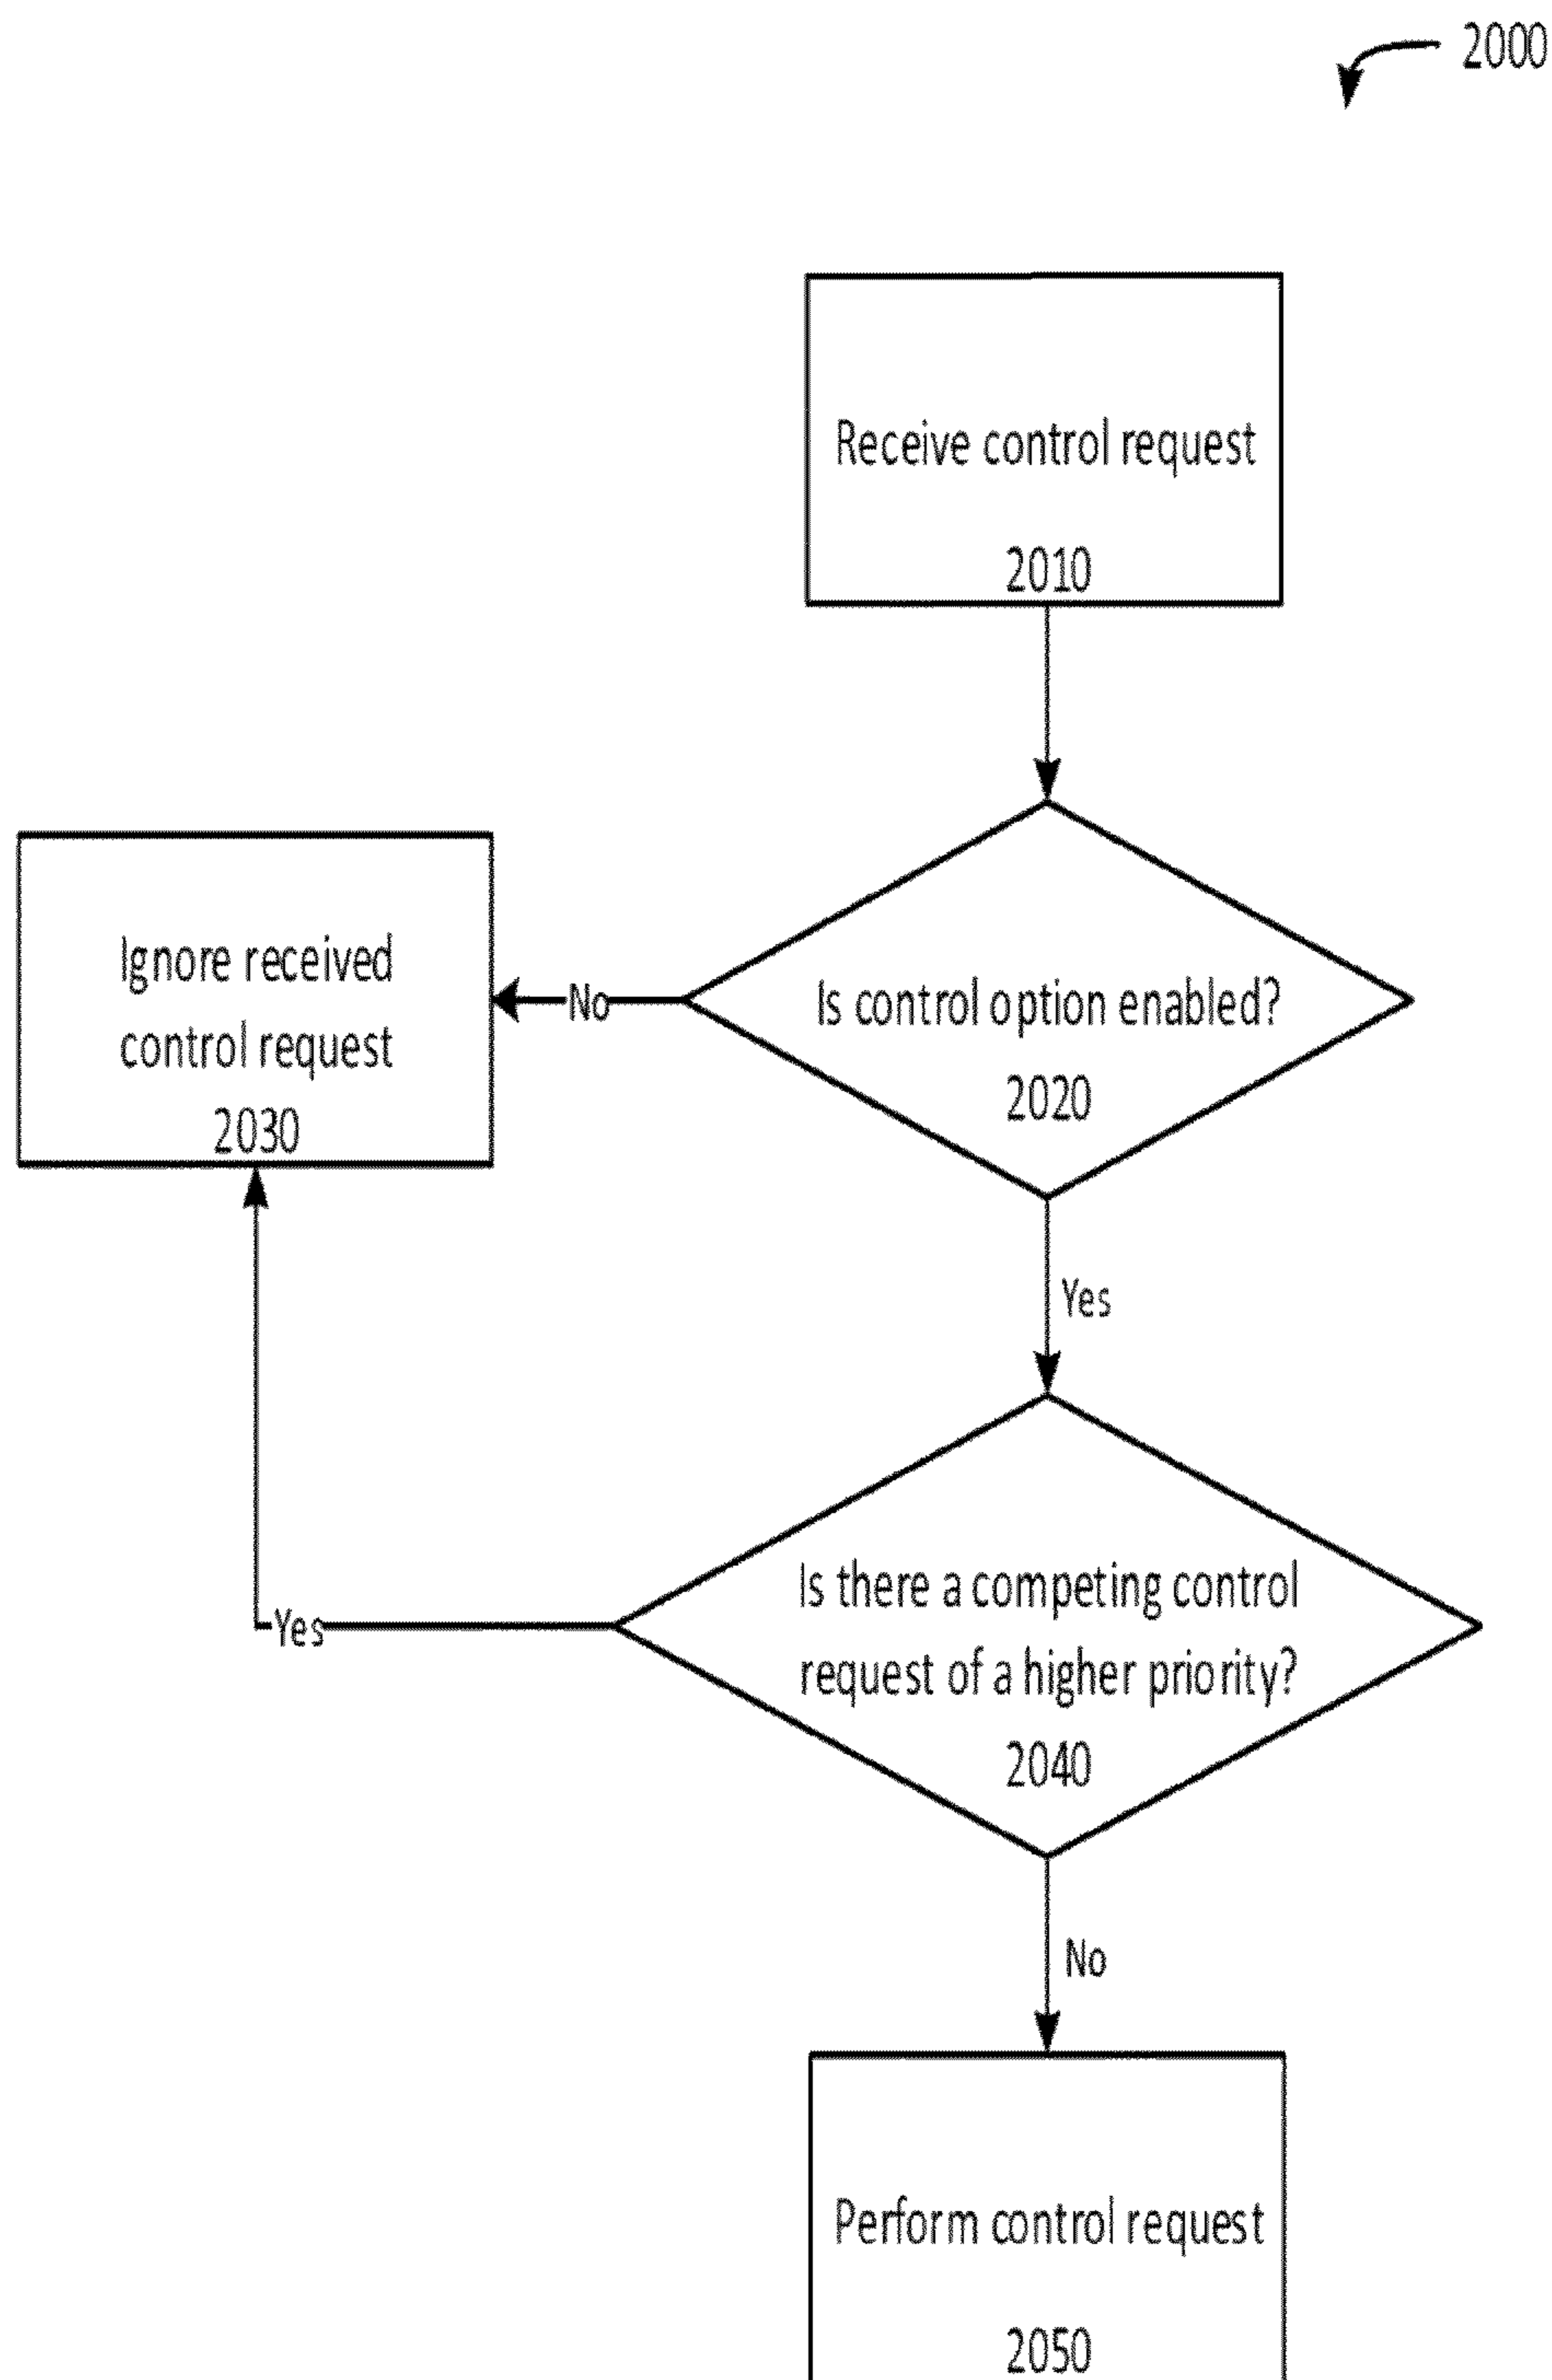 2000
Receive control request
2010
Is control option enabled?
2020
No
Ignore received
control request
2030
Yes
Is there a competing control
request of a higher priority?
2040
Yes
No
Perform control request
2050